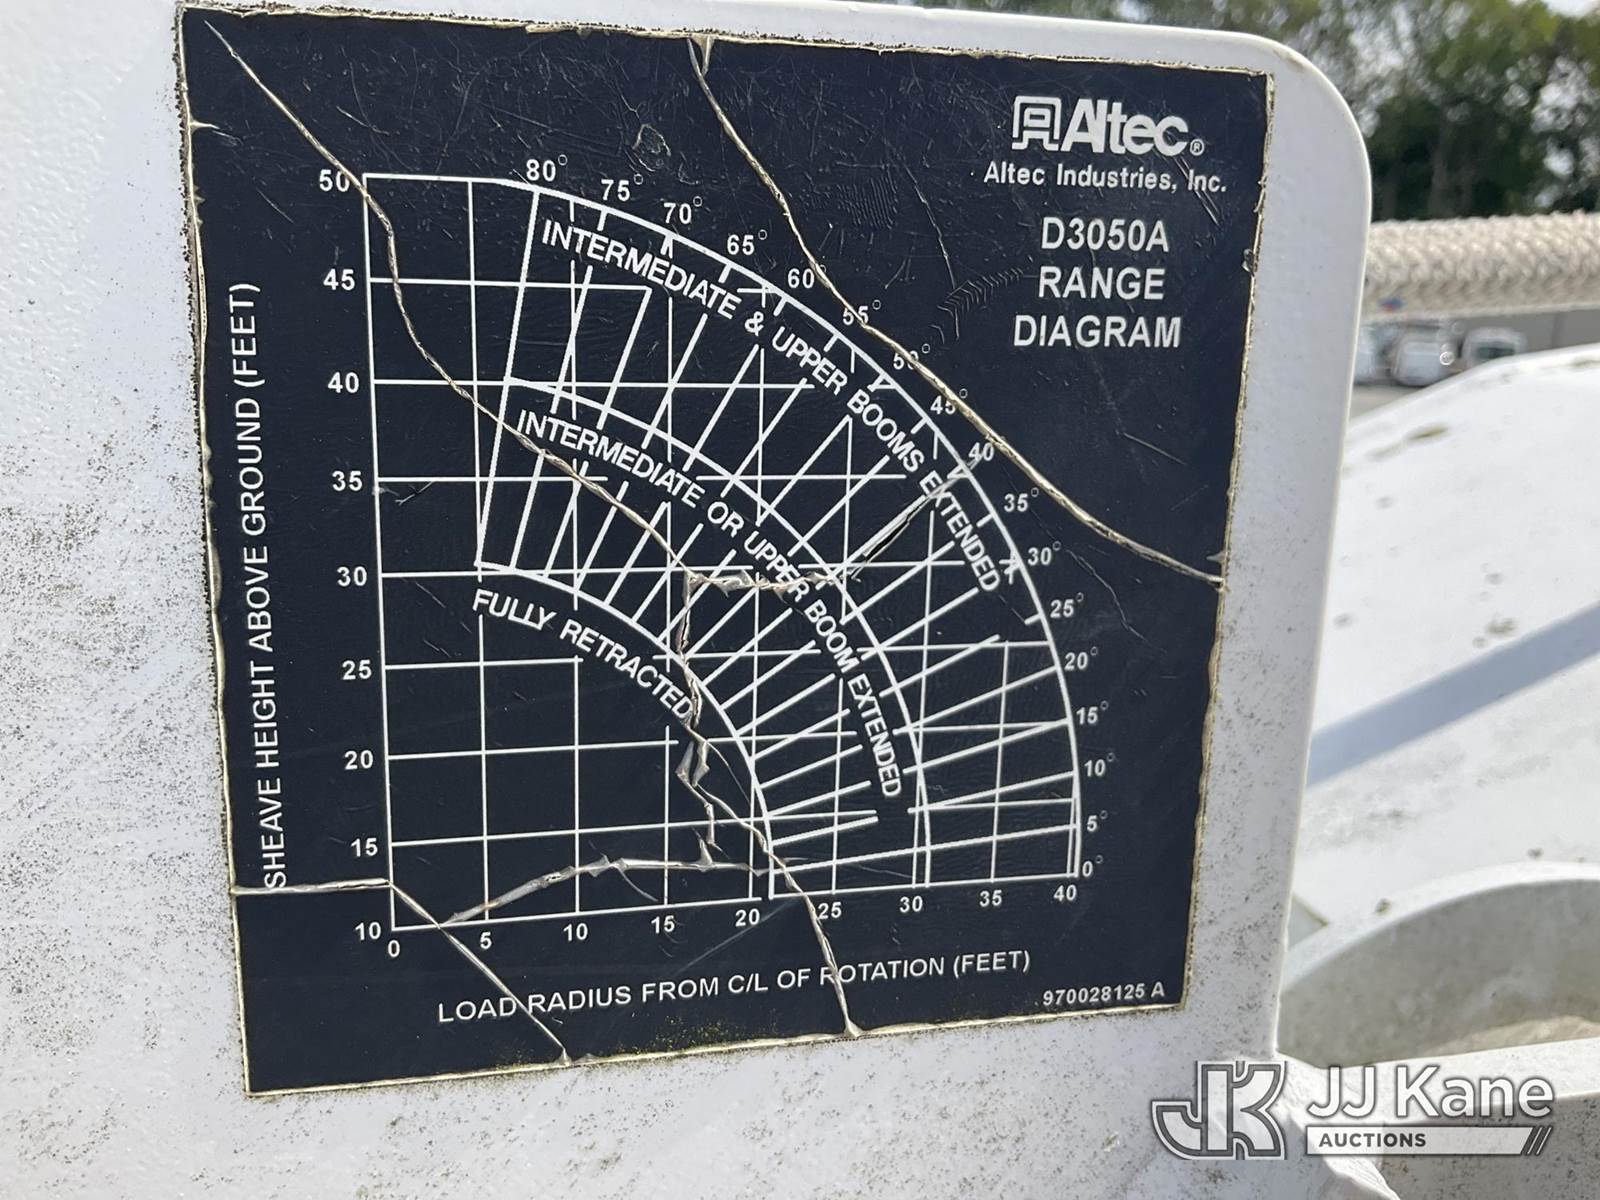 Altec®
Altec Industries, Inc.
D3050A
RANGE
DIAGRAM
SHEAVE HEIGHT ABOVE GROUND (FEET)
50
45
40
35
30
25
20
15
10
80°
75°
70°
65°
60°
55°
50°
45°
40
35°
30°
25°
20°
15°
10°
5°
0°
INTERMEDIATE & UPPER BOOMS EXTENDED
INTERMEDIATE OR UPPER BOOM EXTENDED
FULLY RETRACTED
0 5 10 15 20 25 30 35 40
LOAD RADIUS FROM C/L OF ROTATION (FEET)
970028125 A
JK JJ Kane
AUCTIONS